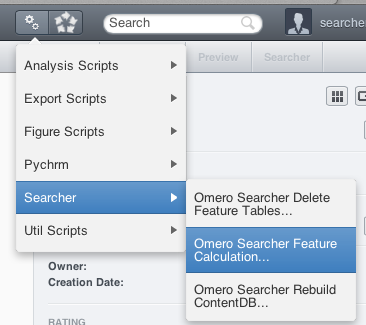 Search
searche
Analysis Scripts
Preview
Searcher
Export Scripts
Figure Scripts
Pychrm
Searcher
Omero Searcher Delete
Feature Tables...
Util Scripts
Omero Searcher Feature
Calculation...
Owner:
Creation Date:
Omero Searcher Rebuild
ContentDB...
RATING